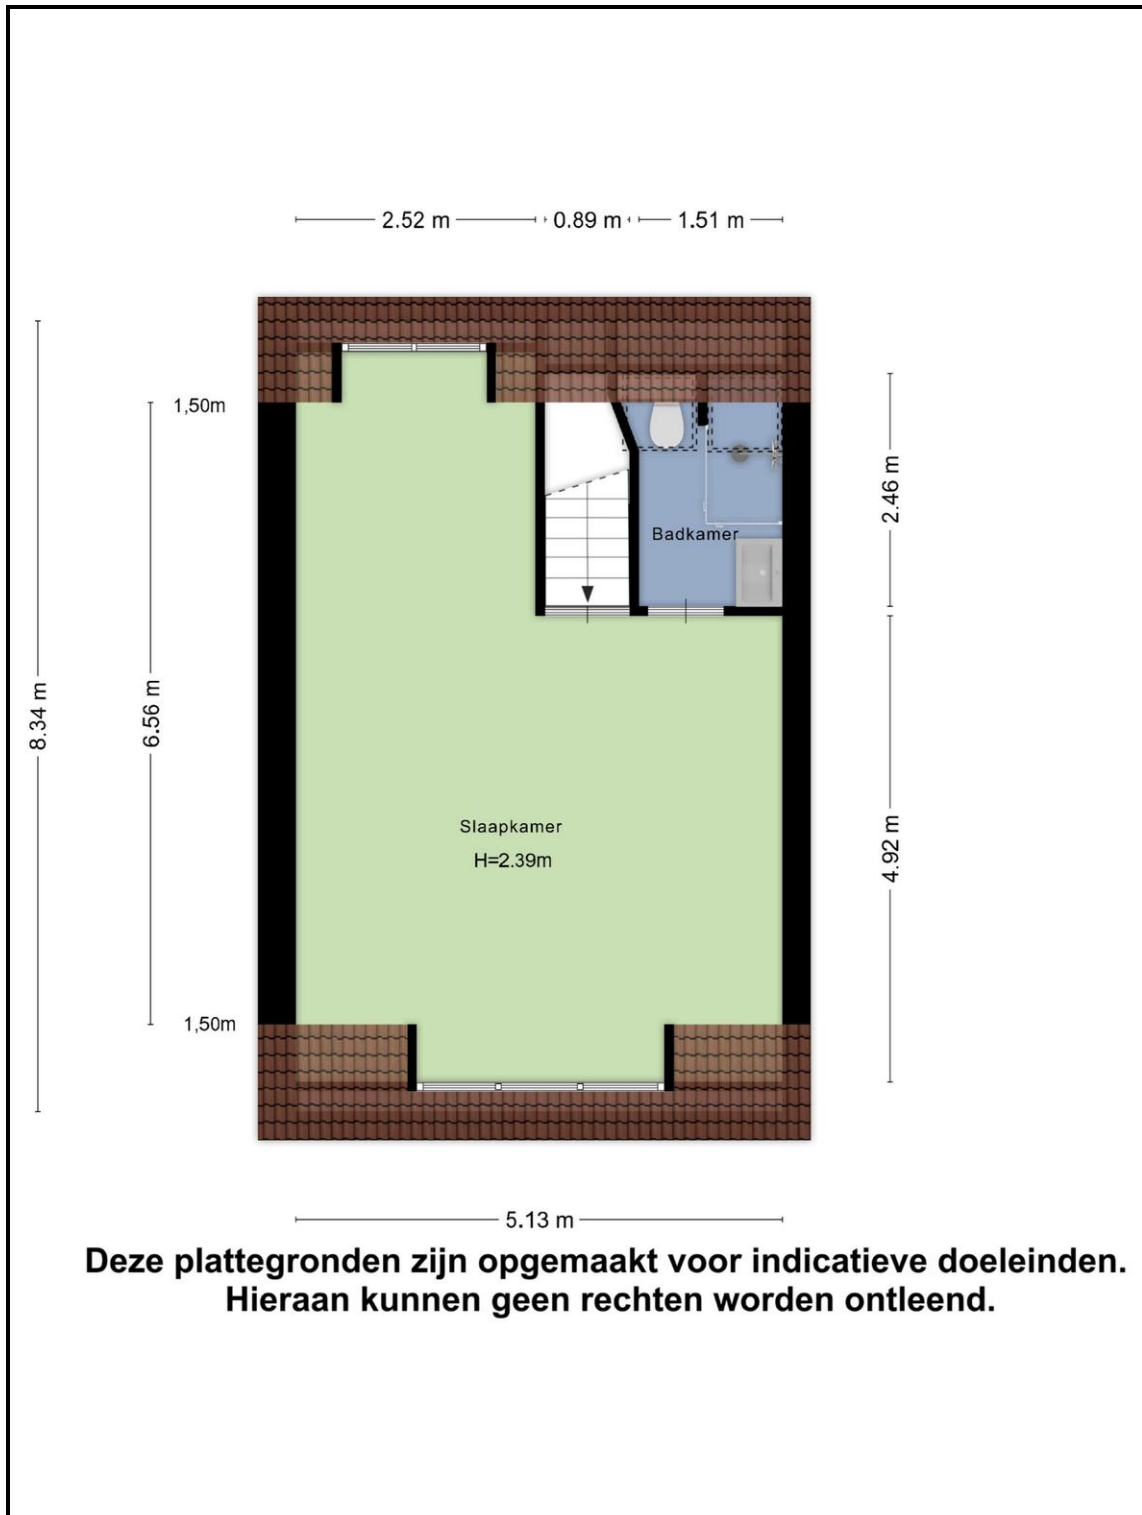 2.52 m 0.89 m 1.51 m
1,50m
2.46 m
Badkamer
8.34 m
6.56 m
Slaapkamer
H=2.39m
4.92 m
1,50m
5.13 m
Deze plattegronden zijn opgemaakt voor indicatieve doeleinden.
Hieraan kunnen geen rechten worden ontleend.